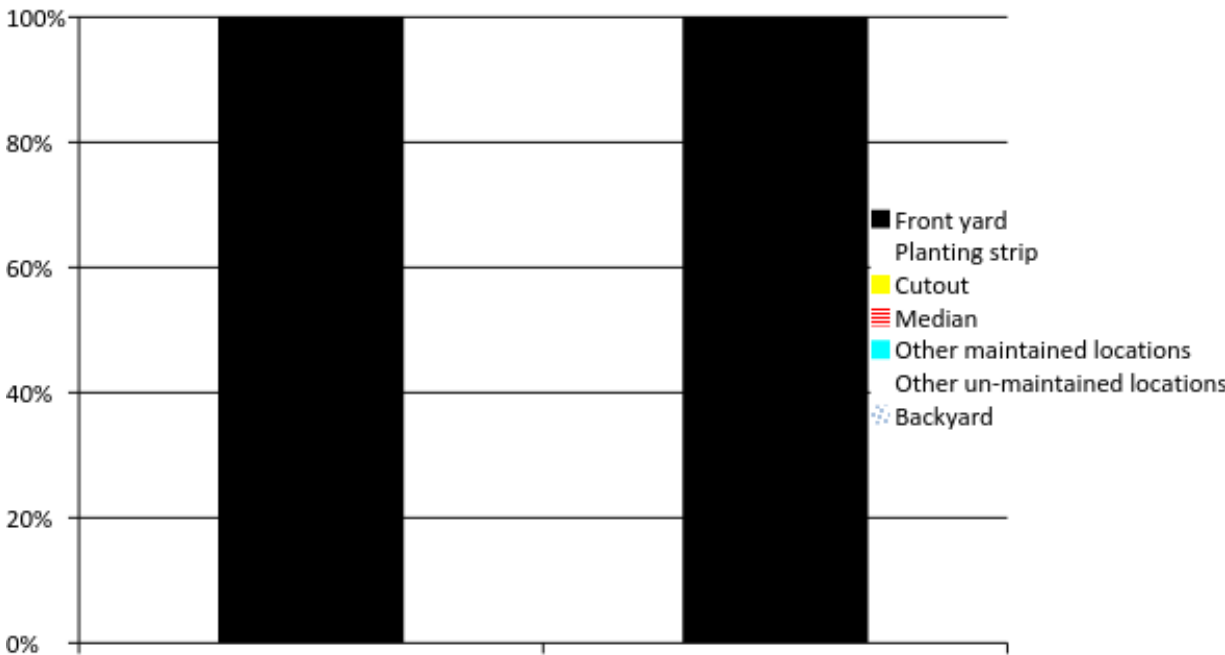 100%
80%
60%
40%
20%
0%
Front yard
Planting strip
Cutout
Median
Other maintained locations
Other un-maintained locations
Backyard